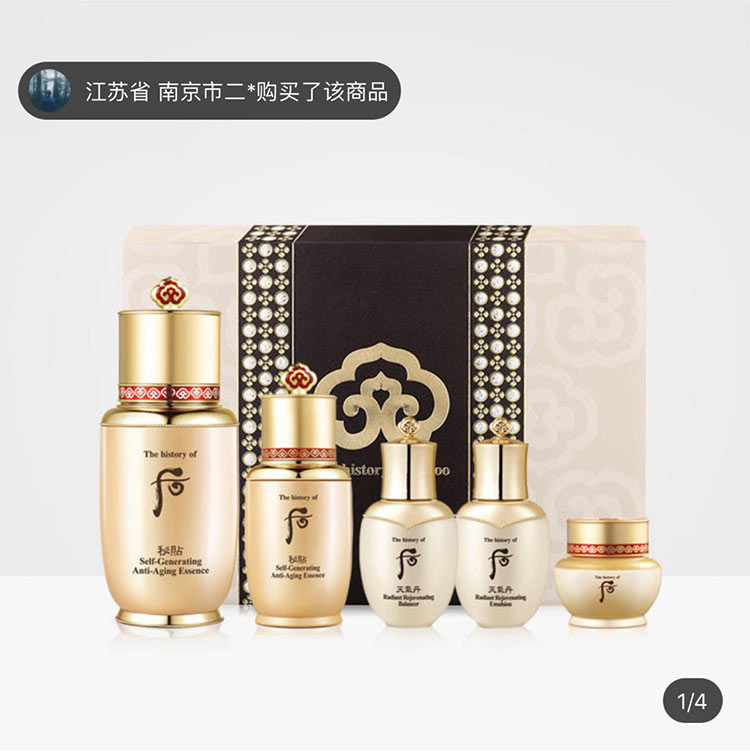 江苏省 南京市二*购买了该商品
The history of
后
秘貼
Self-Generating
Anti-Aging Essence
The history of
后
秘貼
Self-Generating
Anti-Aging Essence
The history of
后
天氣丹
Radiant Rejuvenating
Balancer
The history of
后
天氣丹
Radiant Rejuvenating
Emulsion
The history of
后
history
oo
1/4